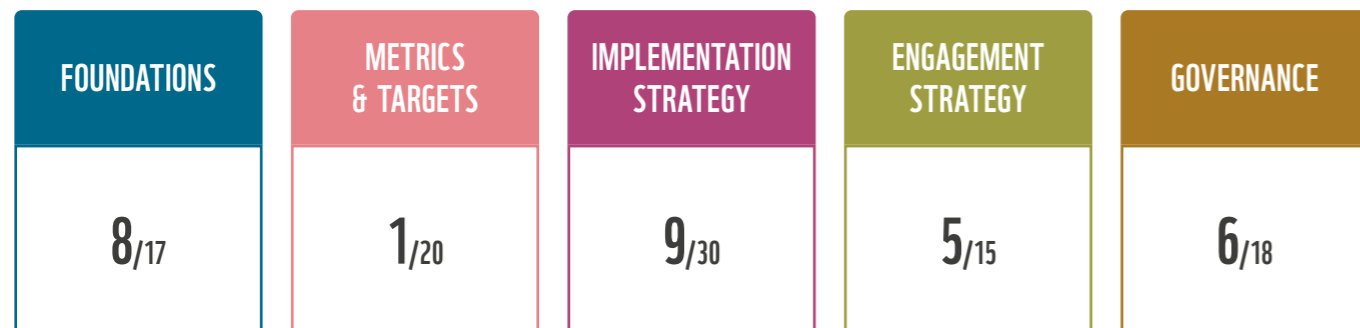 FOUNDATIONS
METRICS
& TARGETS
IMPLEMENTATION
STRATEGY
ENGAGEMENT
STRATEGY
GOVERNANCE
8/17
1/20
9/30
5/15
6/18